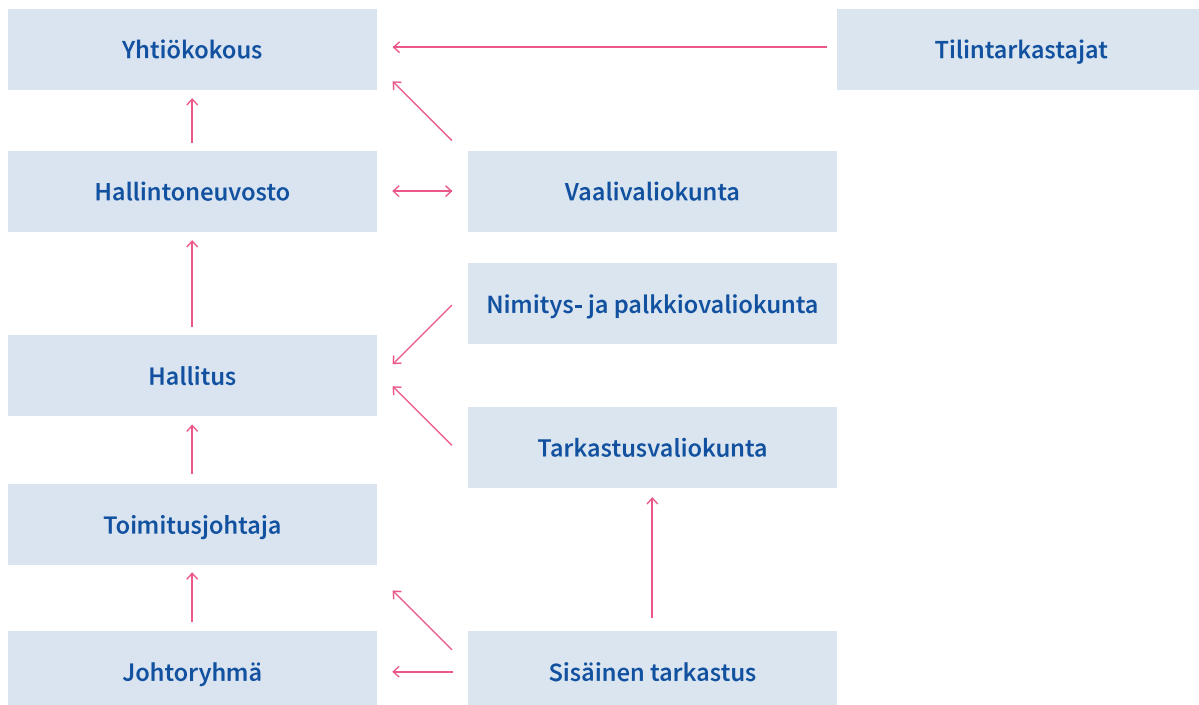 Yhtiökokous
Tilintarkastajat
Hallintoneuvosto
Vaalivaliokunta
Nimitys- ja palkkiovaliokunta
Hallitus
Tarkastusvaliokunta
Toimitusjohtaja
Johtoryhmä
Sisäinen tarkastus